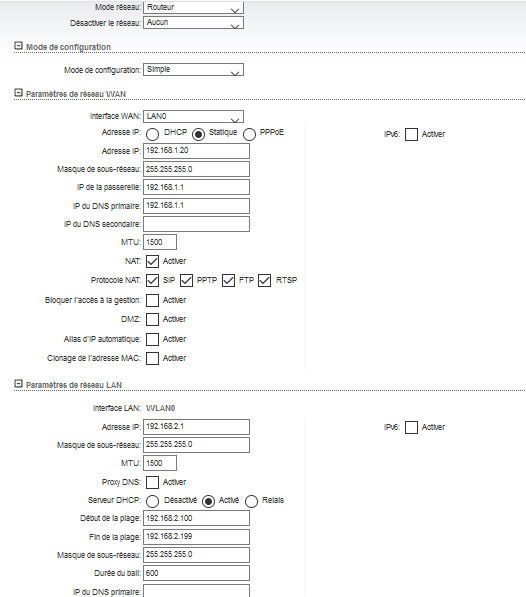 Mode réseau: Routeur
Désactiver le réseau: Aucun
Mode de configuration
Mode de configuration: Simple
Paramètres de réseau WAN
Interface WAN: LAN0
Adresse IP: DHCP Statique PPPoE IPv6: Activer
Adresse IP: 192.168.1.20
Masque de sous-réseau: 255.255.255.0
IP de la passerelle: 192.168.1.1
IP du DNS primaire: 192.168.1.1
IP du DNS secondaire:
MTU: 1500
NAT: Activer
Protocole NAT: SIP PPTP FTP RTSP
Bloquer l'accès à la gestion: Activer
DMZ: Activer
Alias d'IP automatique: Activer
Clonage de l'adresse MAC: Activer
Paramètres de réseau LAN
Interface LAN: WLAN0
Adresse IP: 192.168.2.1 IPv6: Activer
Masque de sous-réseau: 255.255.255.0
MTU: 1500
Proxy DNS: Activer
Serveur DHCP: Désactivé Activé Relais
Début de la plage: 192.168.2.100
Fin de la plage: 192.168.2.199
Masque de sous-réseau: 255.255.255.0
Durée du bail: 600
IP du DNS primaire: